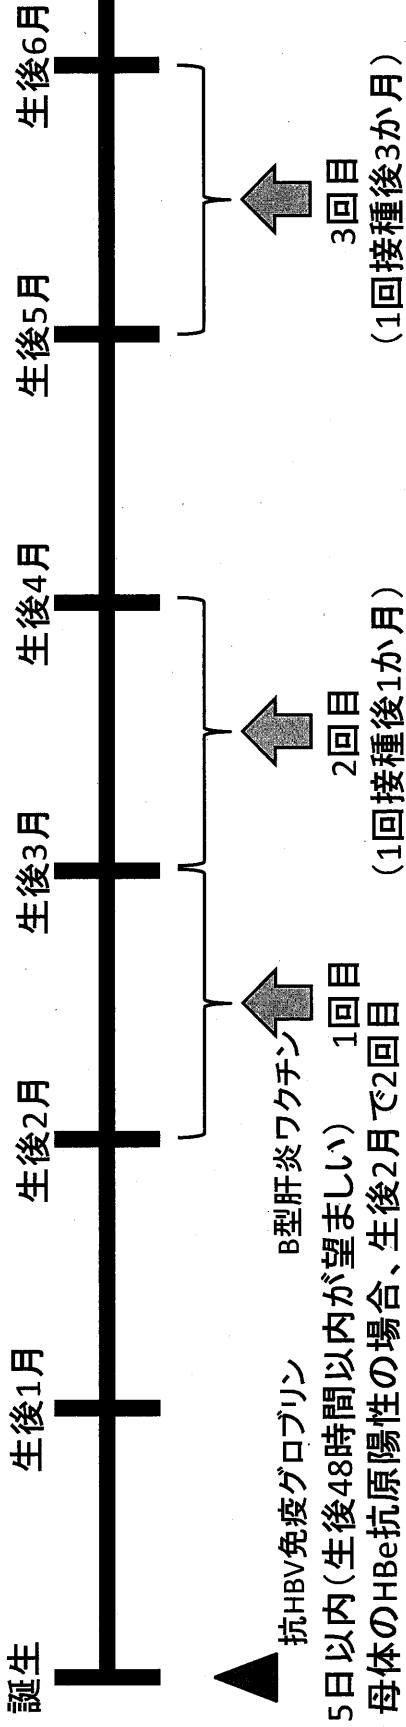 誕生
生後1月
生後2月
生後3月
生後4月
生後5月
生後6月
抗HBV免疫グロブリン
5日以内(生後48時間以内が望ましい)
母体のHBe抗原陽性の場合、生後2月で2回目
B型肝炎ワクチン
1回目
2回目
(1回接種後1か月)
3回目
(1回接種後3か月)